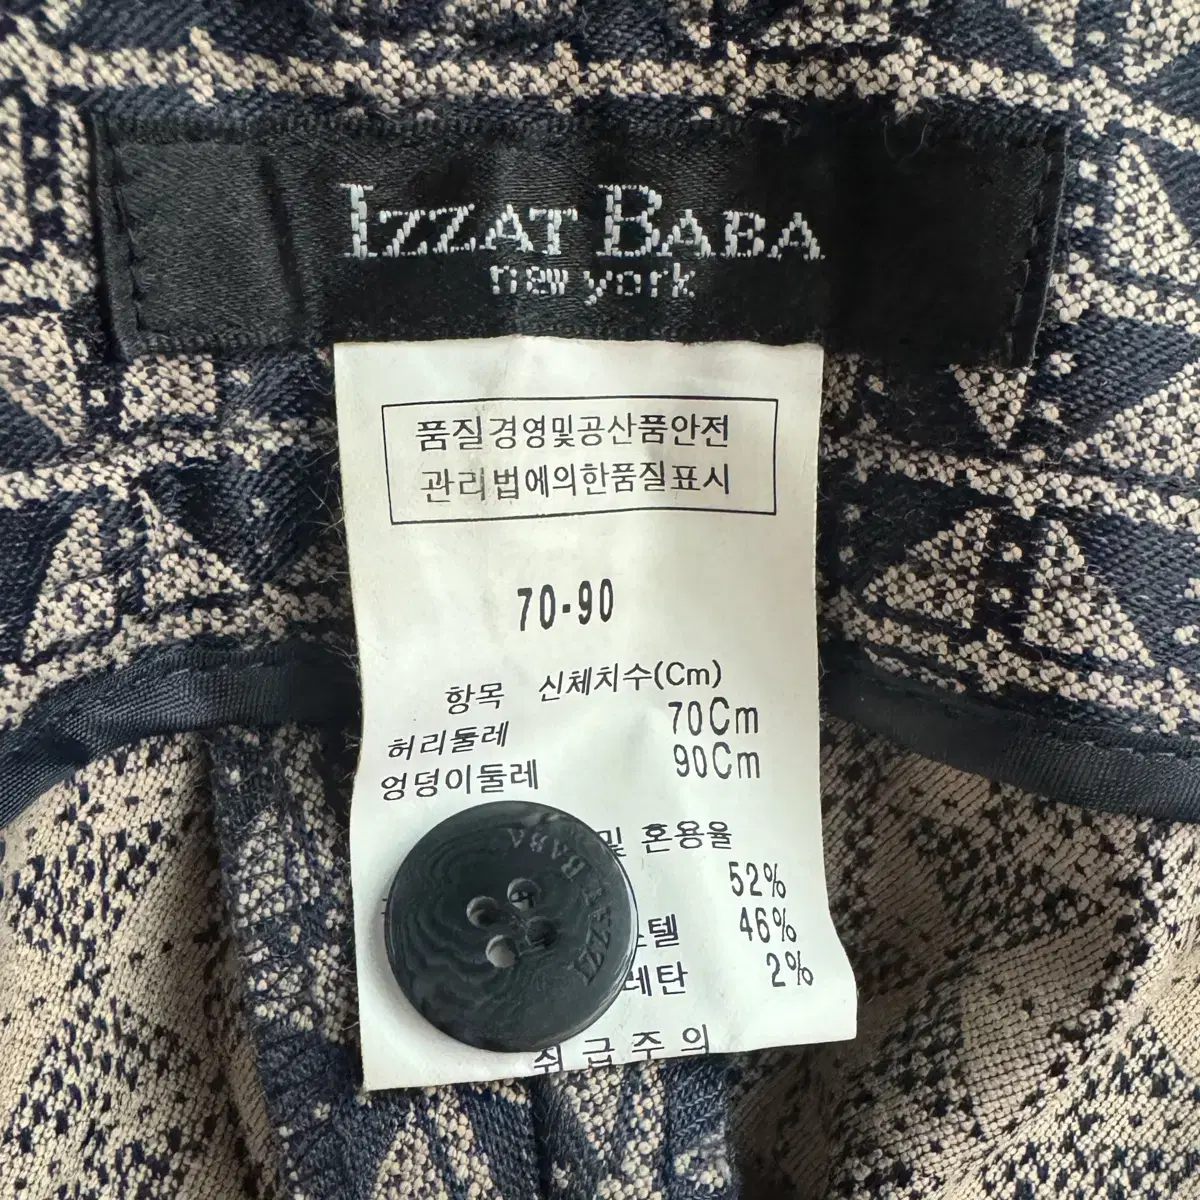 IZZAT BABA
new york
품질경영및공산품안전
관리법에의한품질표시
70-90
항목 신체치수(Cm)
허리둘레 70Cm
엉덩이둘레 90Cm
및 혼용율
52%
46%
레탄 2%
취급주의
IZZAT BABA